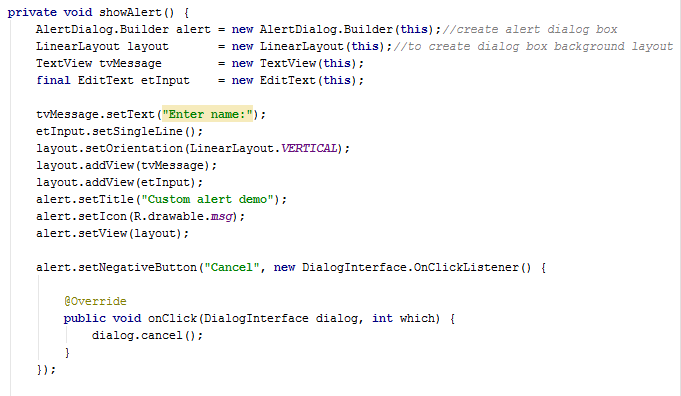 private void showAlert() {
    AlertDialog.Builder alert = new AlertDialog.Builder(this);//create alert dialog box
    LinearLayout layout       = new LinearLayout(this);//to create dialog box background layout
    TextView tvMessage        = new TextView(this);
    final EditText etInput    = new EditText(this);
    tvMessage.setText("Enter name:");
    etInput.setSingleLine();
    layout.setOrientation(LinearLayout.VERTICAL);
    layout.addView(tvMessage);
    layout.addView(etInput);
    alert.setTitle("Custom alert demo");
    alert.setIcon(R.drawable.msg);
    alert.setView(layout);
    alert.setNegativeButton("Cancel", new DialogInterface.OnClickListener() {
        @Override
        public void onClick(DialogInterface dialog, int which) {
            dialog.cancel();
        }
    });